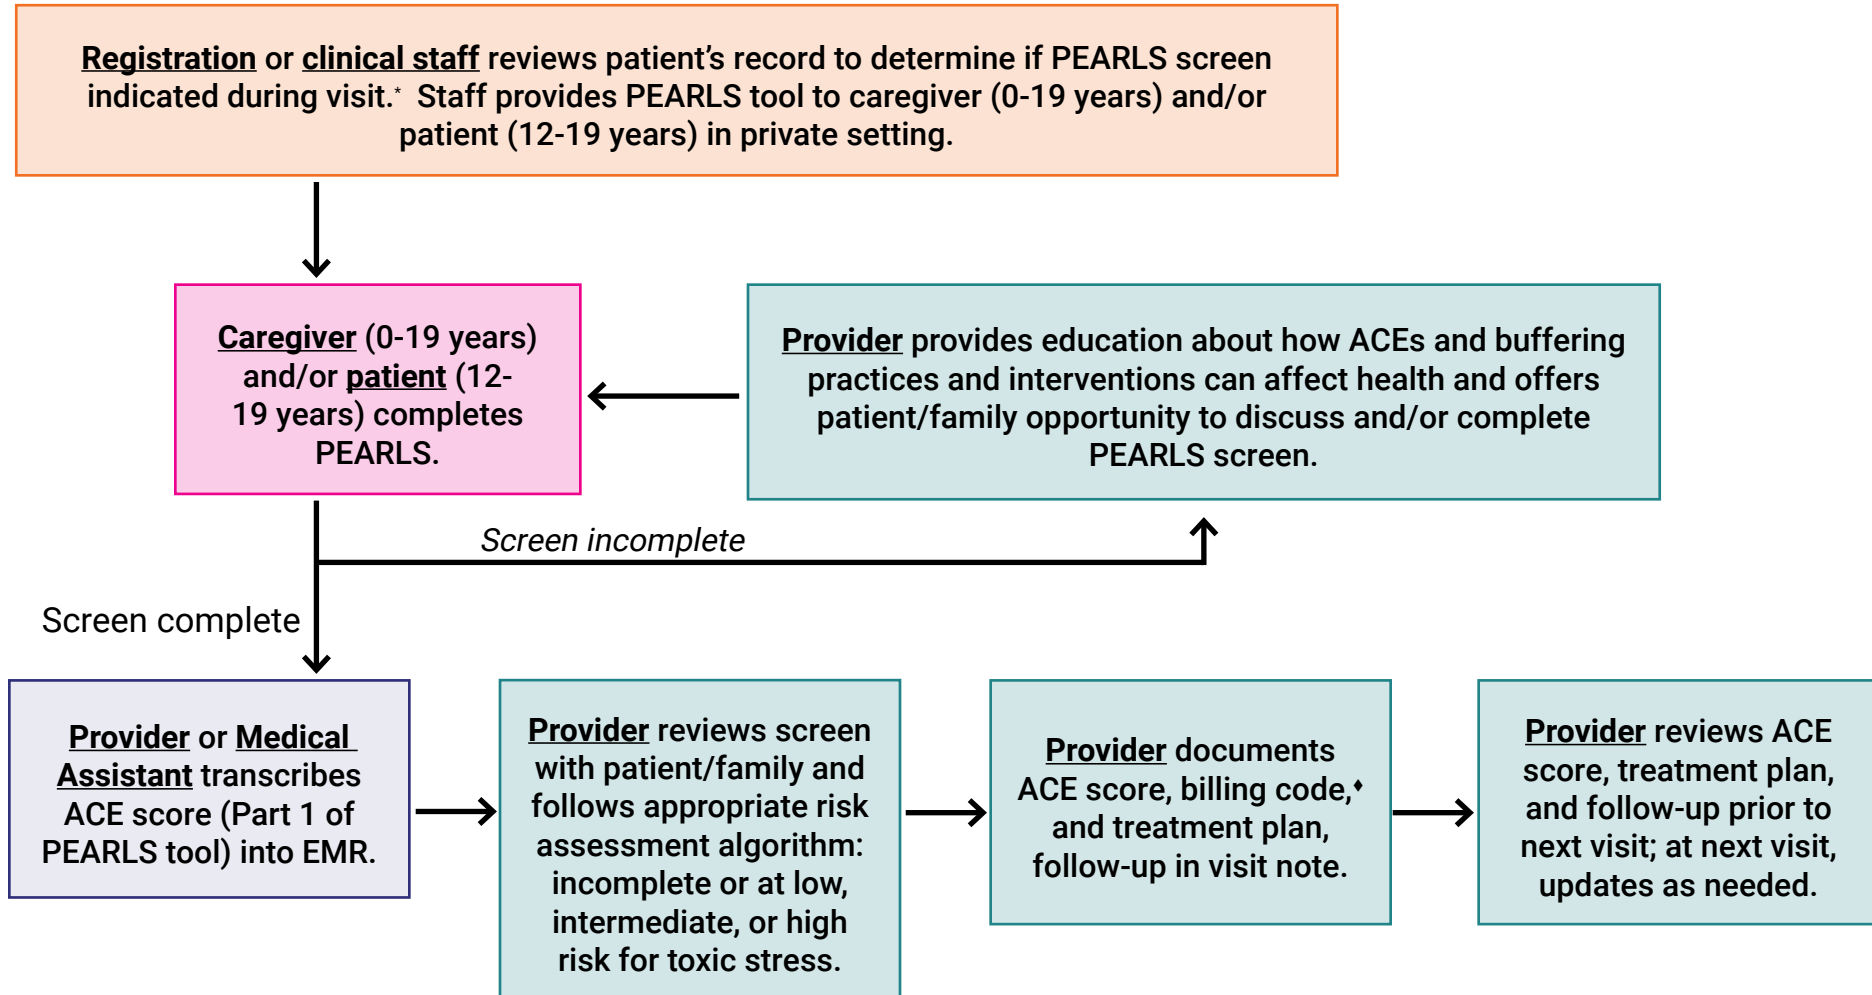 Registration or clinical staff reviews patient’s record to determine if PEARLS screen
indicated during visit.* Staff provides PEARLS tool to caregiver (0-19 years) and/or
patient (12-19 years) in private setting.
Caregiver (0-19 years)
and/or patient (12-
19 years) completes
PEARLS.
Provider provides education about how ACEs and buffering
practices and interventions can affect health and offers
patient/family opportunity to discuss and/or complete
PEARLS screen.
Screen incomplete
Screen complete
Provider or Medical
Assistant transcribes
ACE score (Part 1 of
PEARLS tool) into EMR.
Provider reviews screen
with patient/family and
follows appropriate risk
assessment algorithm:
incomplete or at low,
intermediate, or high
risk for toxic stress.
Provider documents
ACE score, billing code,♦
and treatment plan,
follow-up in visit note.
Provider reviews ACE
score, treatment plan,
and follow-up prior to
next visit; at next visit,
updates as needed.